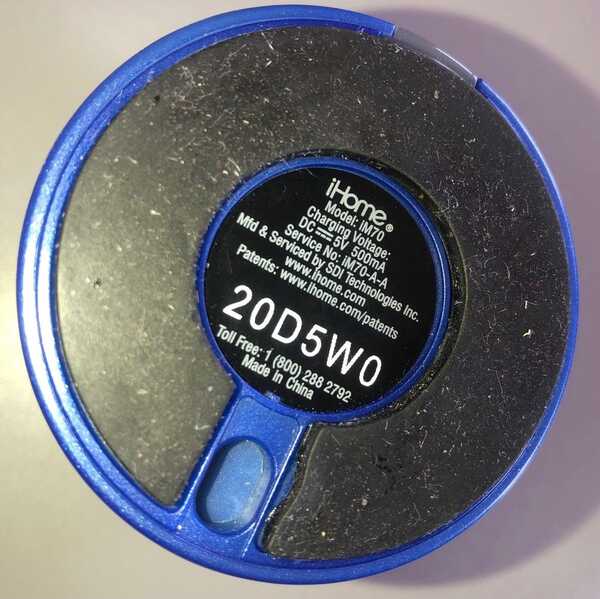 iHome®
Model: iM70
Charging Voltage:
DC ⎓ 5V 500mA
Service No: iM70-A-A
Mfd & Serviced by SDI Technologies Inc.
www.ihome.com
Patents: www.ihome.com/patents
20D5W0
Toll Free: 1 (800) 288 2792
Made in China